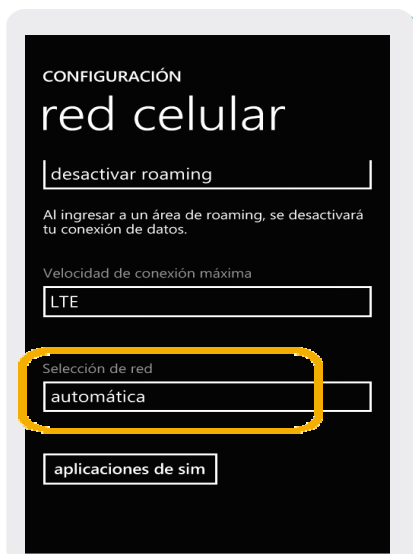 CONFIGURACIÓN
red celular
desactivar roaming
Al ingresar a un área de roaming, se desactivará
tu conexión de datos.
Velocidad de conexión máxima
LTE
Selección de red
automática
aplicaciones de sim